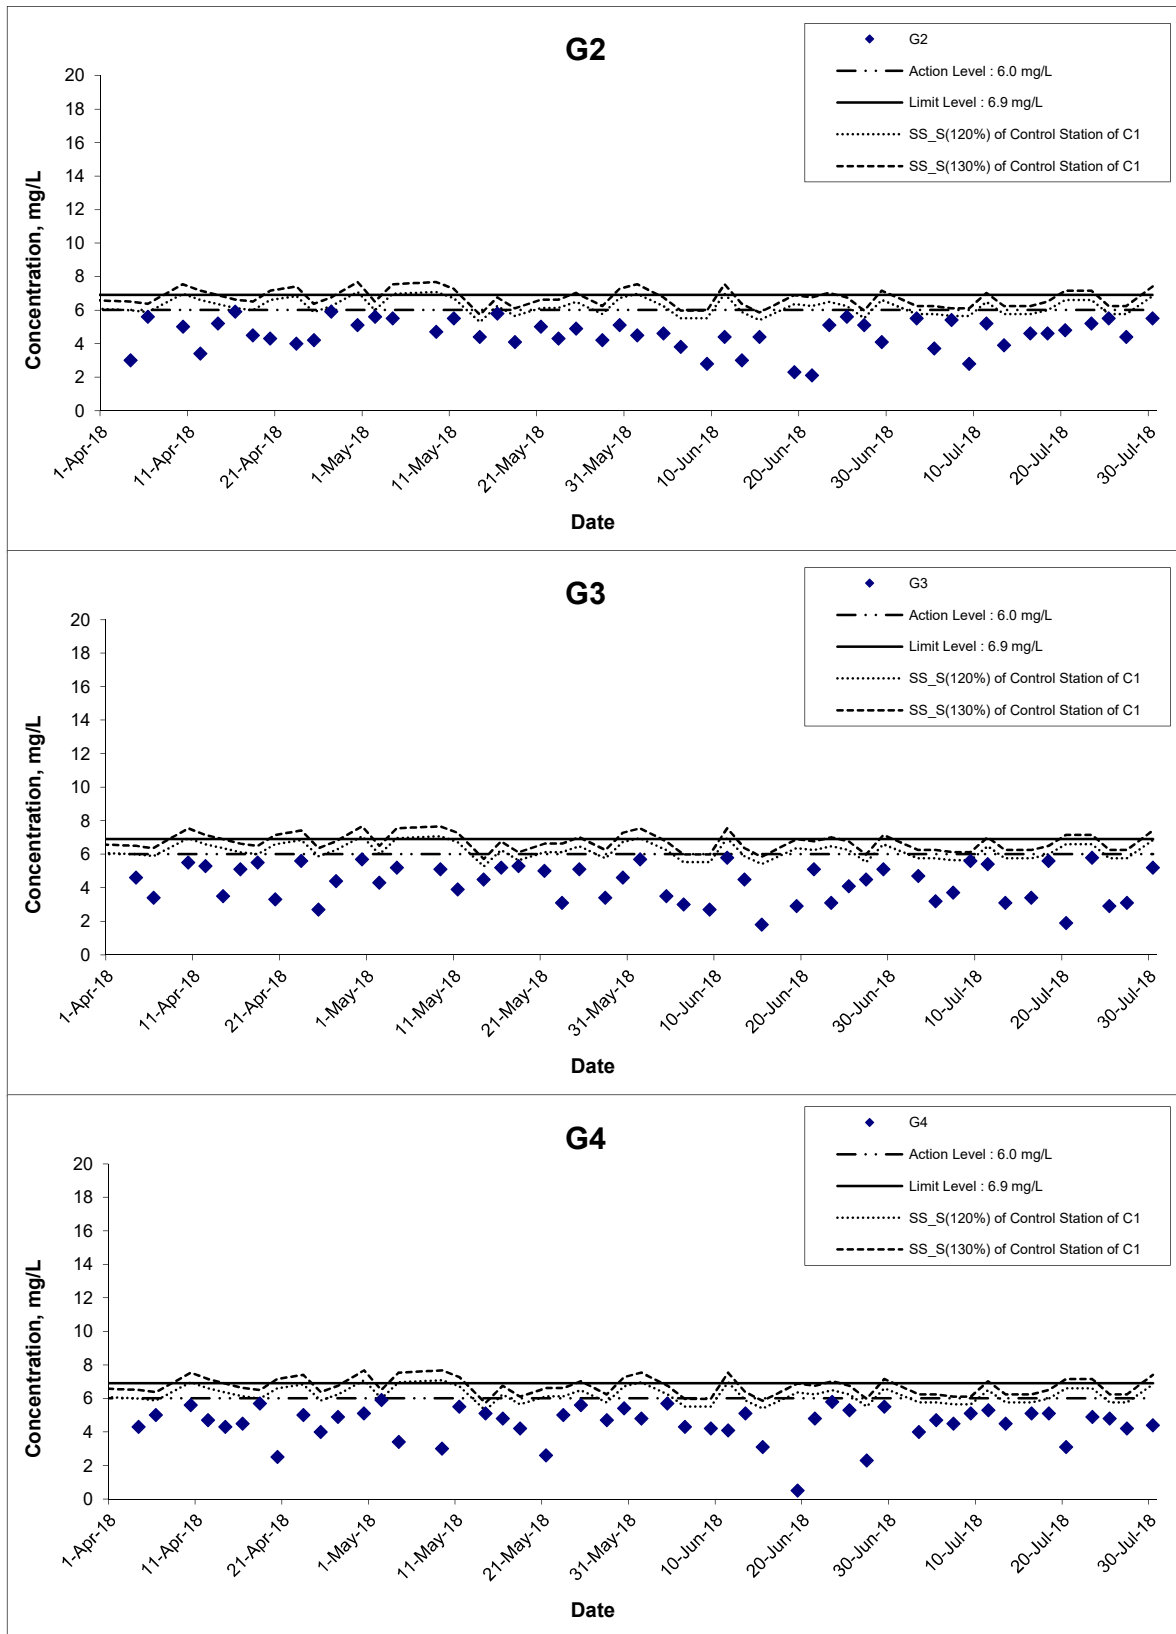 G2
G2
Action Level : 6.0 mg/L
Limit Level : 6.9 mg/L
SS_S(120%) of Control Station of C1
SS_S(130%) of Control Station of C1
Concentration, mg/L
20
18
16
14
12
10
8
6
4
2
0
1-Apr-18
11-Apr-18
21-Apr-18
1-May-18
11-May-18
21-May-18
31-May-18
10-Jun-18
20-Jun-18
30-Jun-18
10-Jul-18
20-Jul-18
30-Jul-18
Date
G3
G3
Action Level : 6.0 mg/L
Limit Level : 6.9 mg/L
SS_S(120%) of Control Station of C1
SS_S(130%) of Control Station of C1
Concentration, mg/L
20
18
16
14
12
10
8
6
4
2
0
1-Apr-18
11-Apr-18
21-Apr-18
1-May-18
11-May-18
21-May-18
31-May-18
10-Jun-18
20-Jun-18
30-Jun-18
10-Jul-18
20-Jul-18
30-Jul-18
Date
G4
G4
Action Level : 6.0 mg/L
Limit Level : 6.9 mg/L
SS_S(120%) of Control Station of C1
SS_S(130%) of Control Station of C1
Concentration, mg/L
20
18
16
14
12
10
8
6
4
2
0
1-Apr-18
11-Apr-18
21-Apr-18
1-May-18
11-May-18
21-May-18
31-May-18
10-Jun-18
20-Jun-18
30-Jun-18
10-Jul-18
20-Jul-18
30-Jul-18
Date